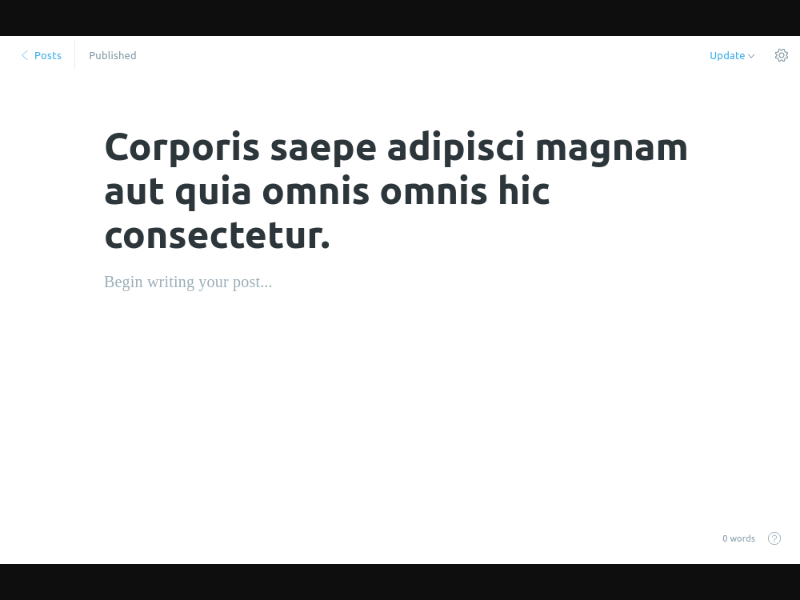 Posts
Published
Update
Corporis saepe adipisci magnam
aut quia omnis omnis hic
consectetur.
Begin writing your post...
0 words
?